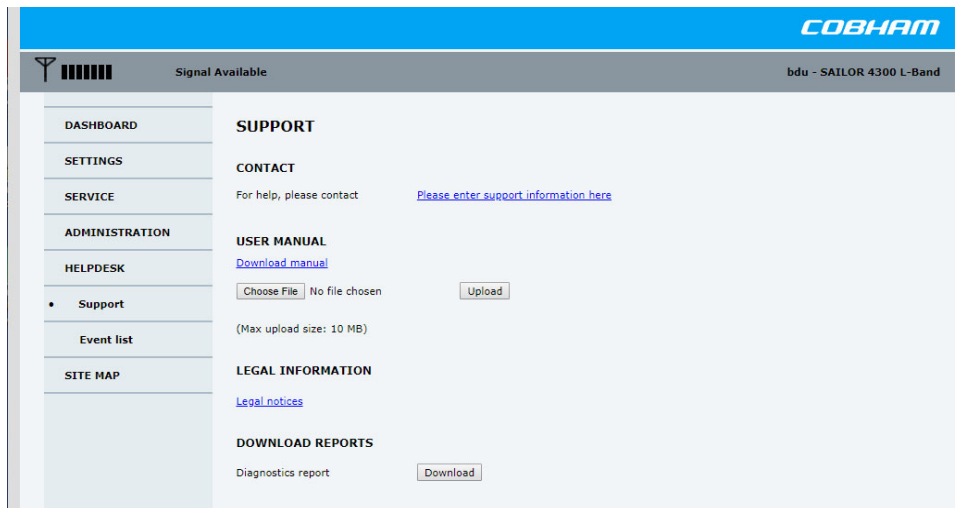 COBHAM
Signal Available
bdu - SAILOR 4300 L-Band
DASHBOARD
SETTINGS
SERVICE
ADMINISTRATION
HELPDESK
• Support
Event list
SITE MAP
SUPPORT
CONTACT
For help, please contact Please enter support information here
USER MANUAL
Download manual
Choose File No file chosen Upload
(Max upload size: 10 MB)
LEGAL INFORMATION
Legal notices
DOWNLOAD REPORTS
Diagnostics report Download